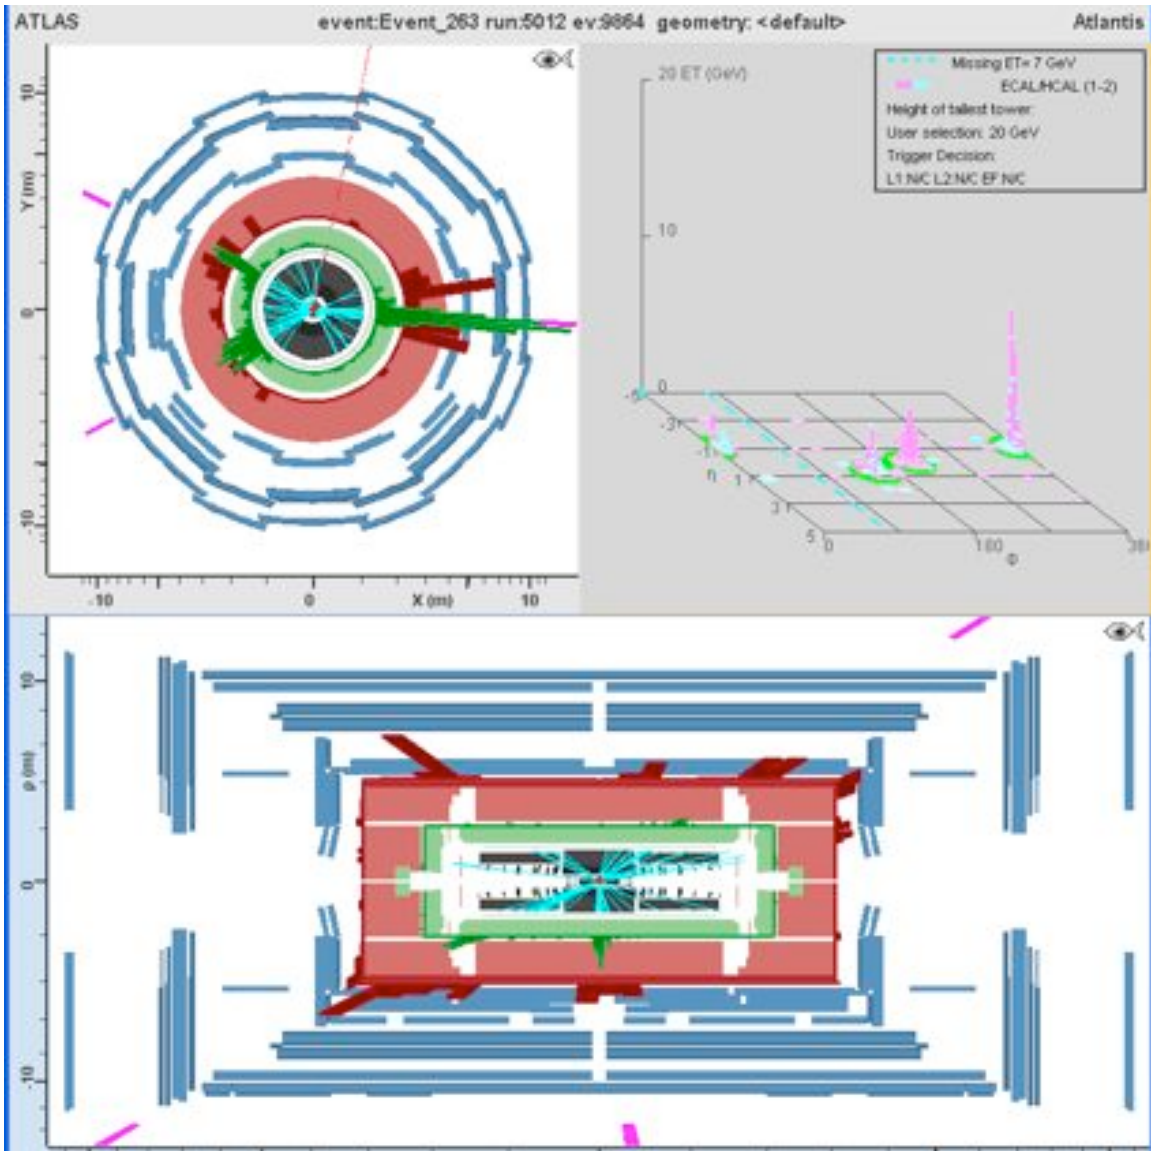 ATLAS event:Event_263 run:5012 ev:9864 geometry: <default> Atlantis
10
Y (m)
0
-10
-10 0 X (m) 10
20 ET (GeV)
10
0
Missing ET= 7 GeV
ECAL/HCAL (1-2)
Height of tallest tower:
User selection: 20 GeV
Trigger Decision:
L1:N/C L2:N/C EF:N/C
-3
-1
η 1
3
5 0 180
Φ
10
ρ (m)
0
-10